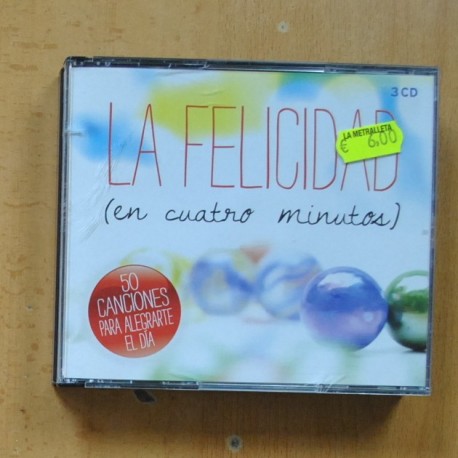 3 CD
LA FELICIDAD
LA METRALLETA
€ 6,00
(en cuatro minutos)
50
CANCIONES
PARA ALEGRARTE
EL DÍA